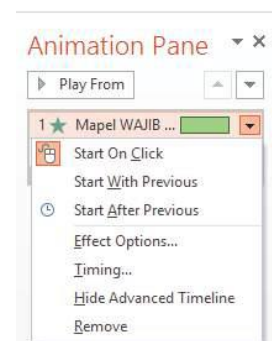 Animation Pane
Play From
1 Mapel WAJIB ...
Start On Click
Start With Previous
Start After Previous
Effect Options...
Timing...
Hide Advanced Timeline
Remove